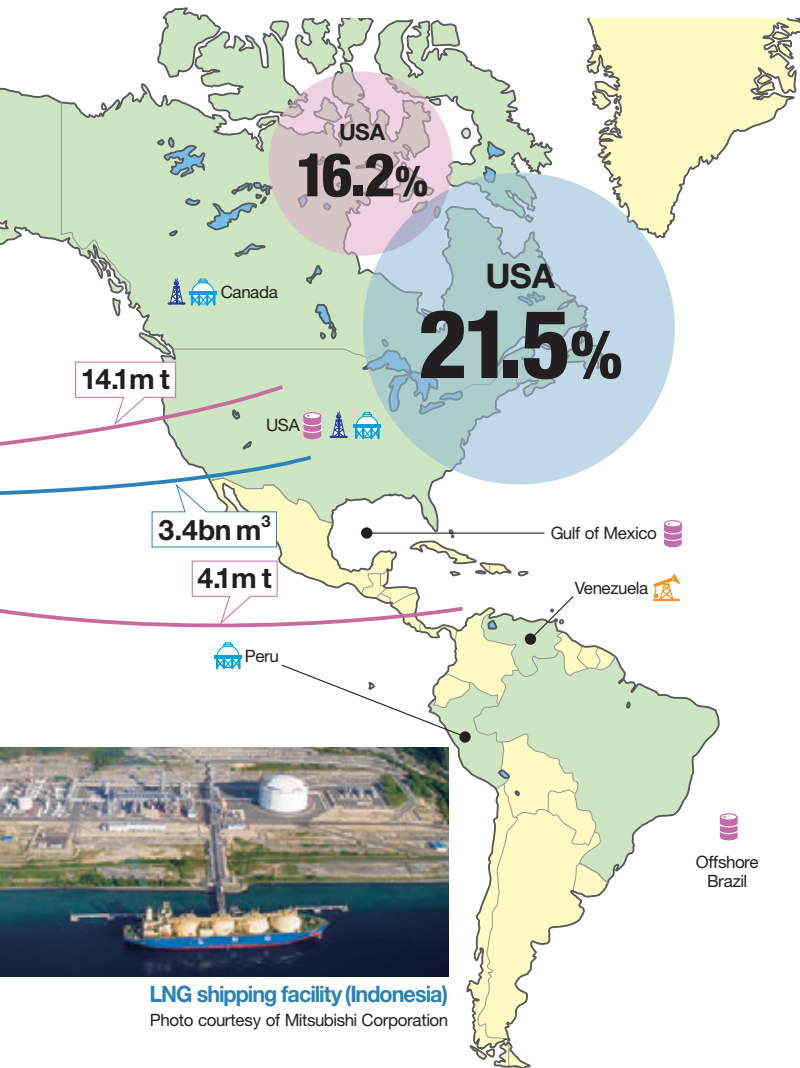 USA
16.2%
USA
21.5%
Canada
14.1m t
USA
3.4bn m³
Gulf of Mexico
4.1m t
Venezuela
Peru
Offshore
Brazil
LNG shipping facility (Indonesia)
Photo courtesy of Mitsubishi Corporation